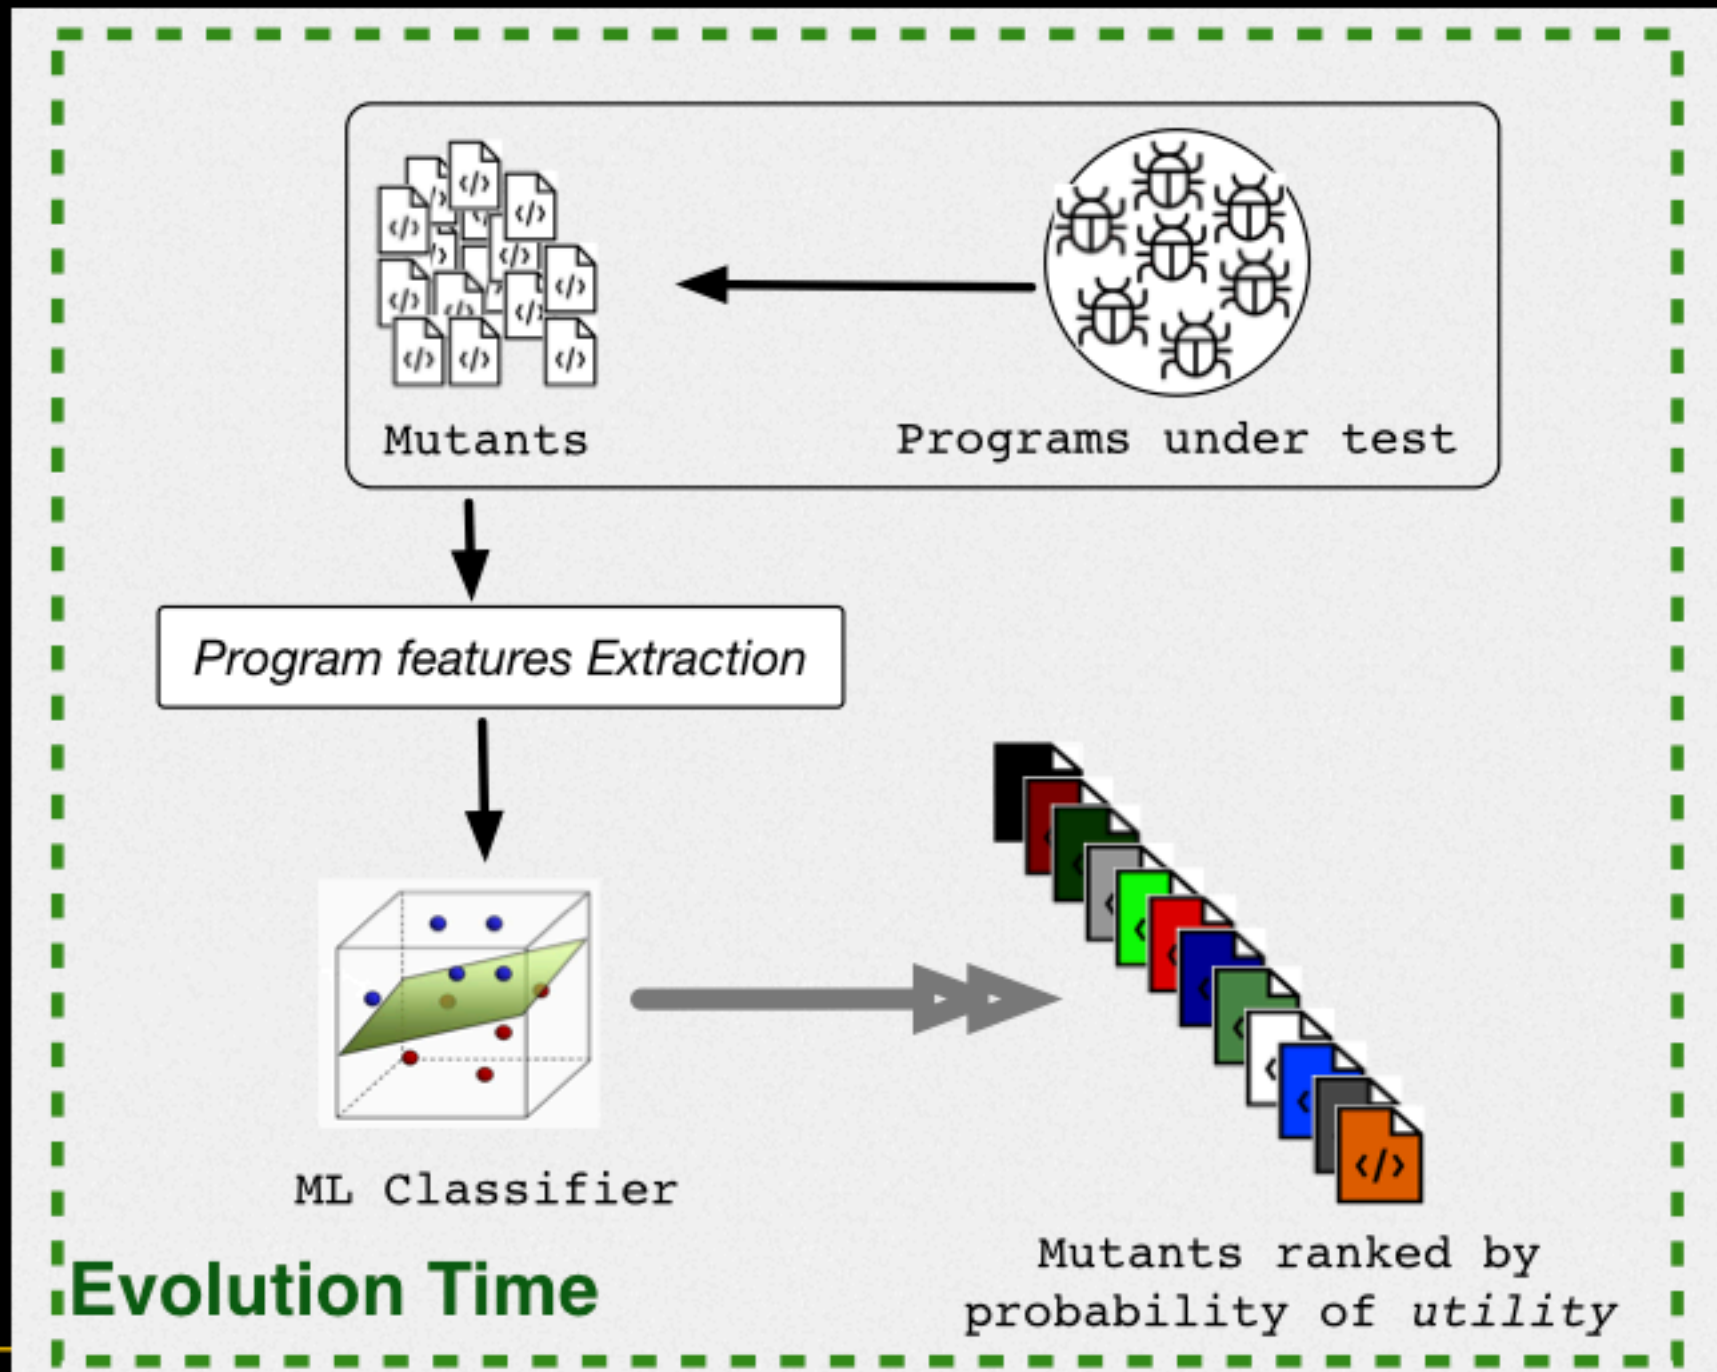 Mutants
Programs under test
Program features Extraction
ML Classifier
Mutants ranked by
probability of utility
Evolution Time